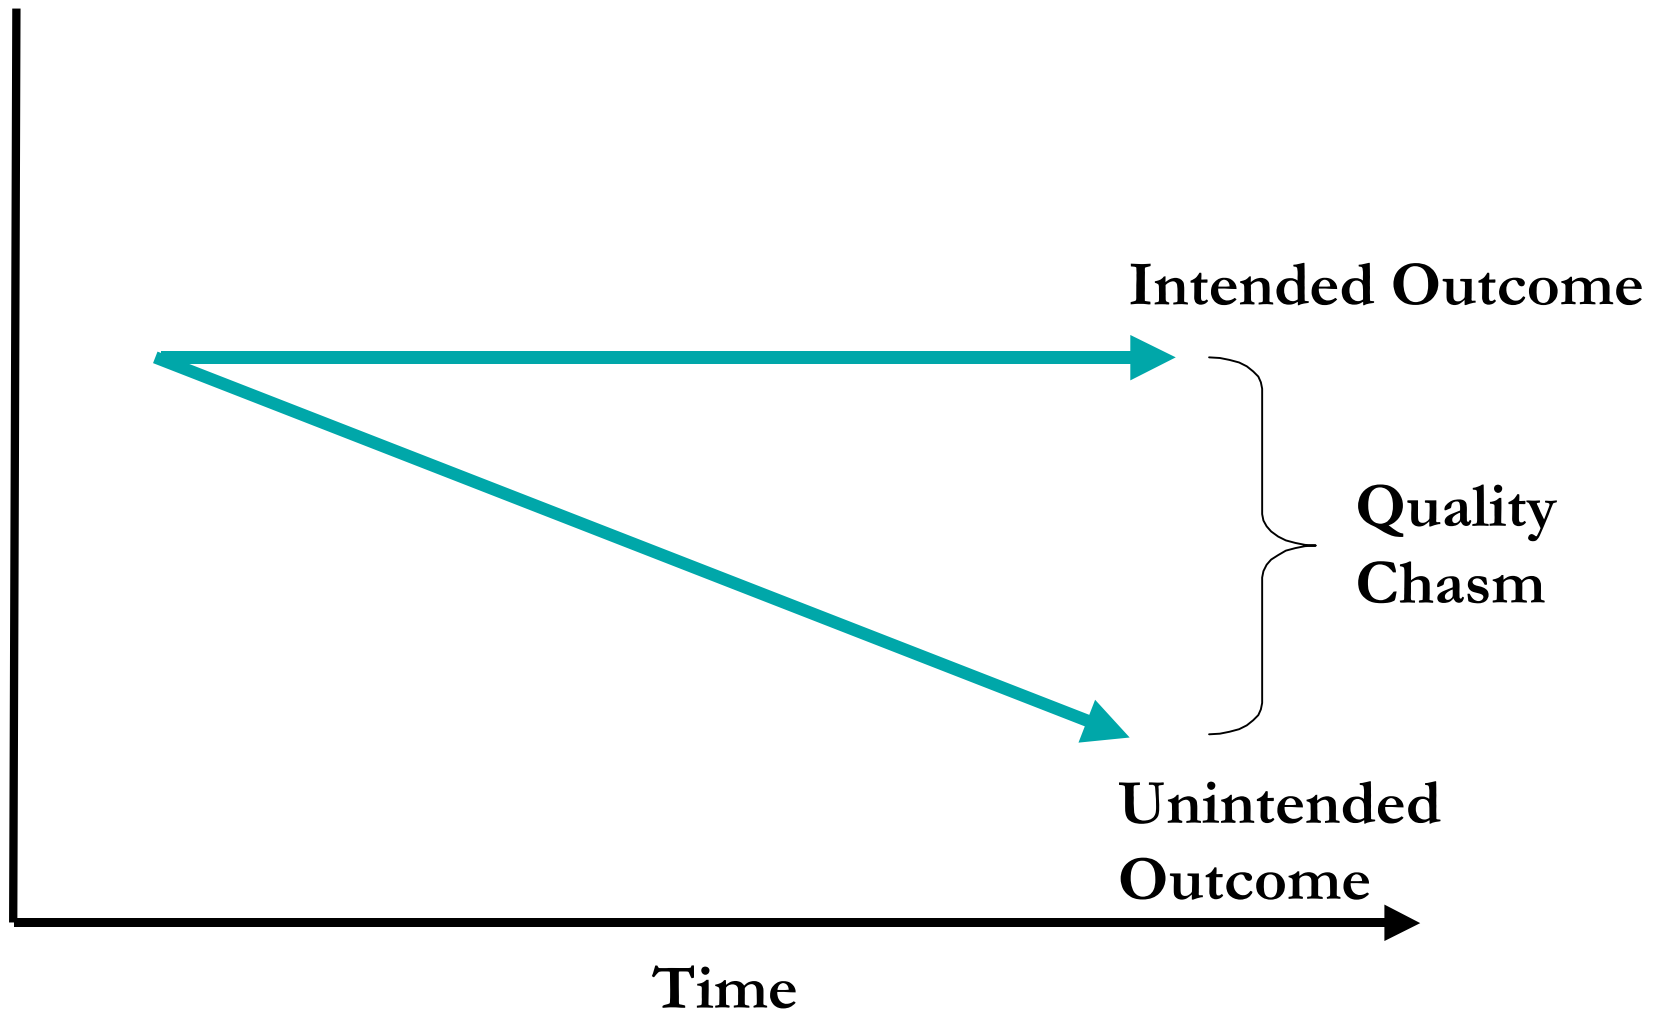 Intended Outcome
Quality
Chasm
Unintended
Outcome
Time